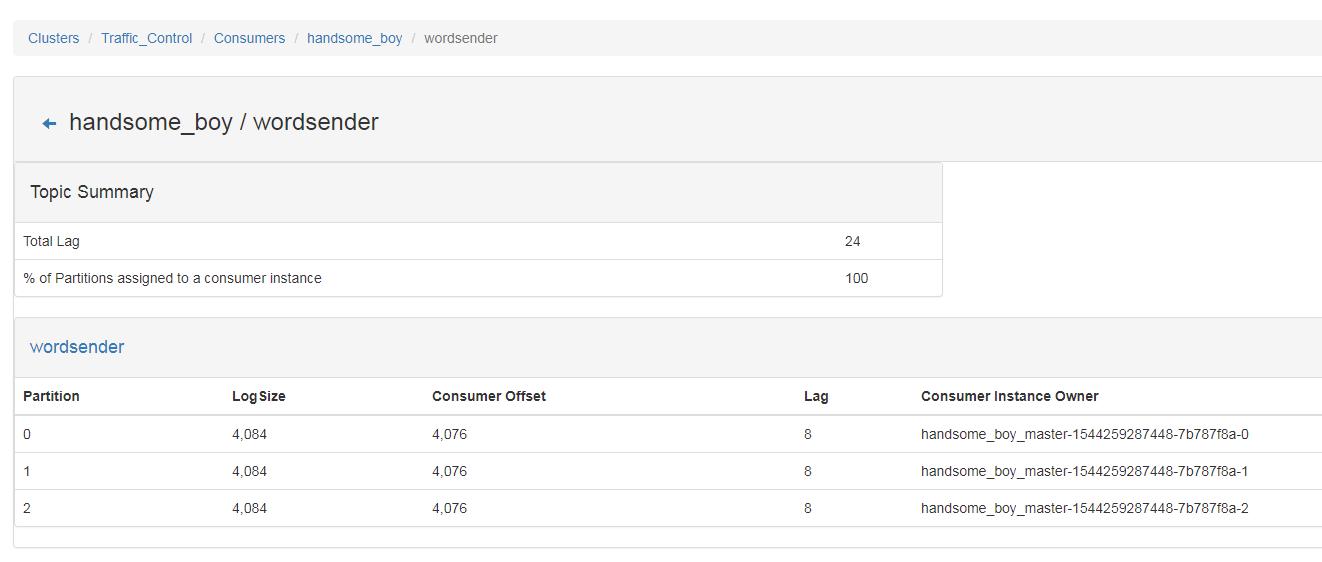 Clusters / Traffic_Control / Consumers / handsome_boy / wordsender
handsome_boy / wordsender
Topic Summary
Total Lag 24
% of Partitions assigned to a consumer instance 100
wordsender
Partition LogSize Consumer Offset Lag Consumer Instance Owner
0 4,084 4,076 8 handsome_boy_master-1544259287448-7b787f8a-0
1 4,084 4,076 8 handsome_boy_master-1544259287448-7b787f8a-1
2 4,084 4,076 8 handsome_boy_master-1544259287448-7b787f8a-2